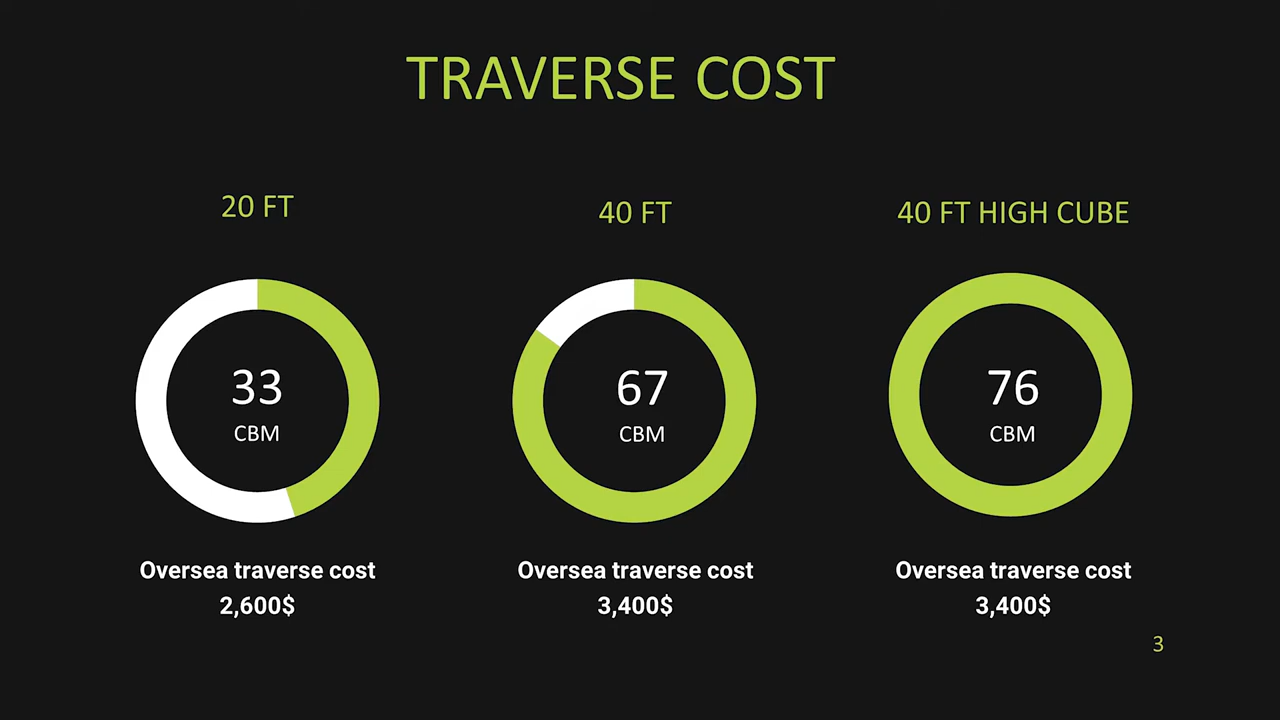 TRAVERSE COST
20 FT
33
CBM
Oversea traverse cost
2,600$
40 FT
67
CBM
Oversea traverse cost
3,400$
40 FT HIGH CUBE
76
CBM
Oversea traverse cost
3,400$
3